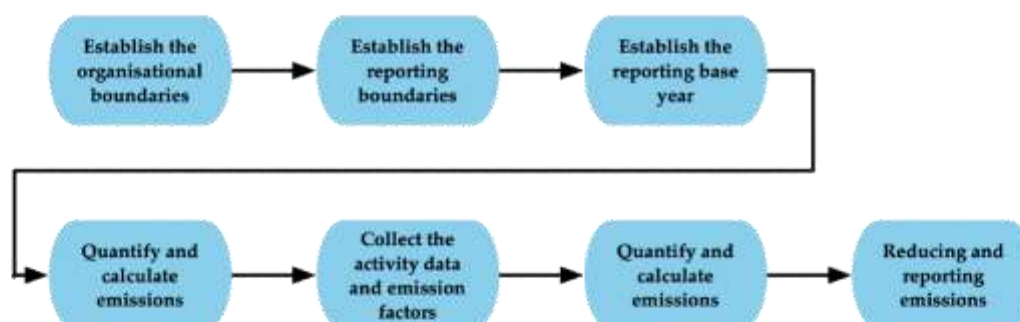 Establish the
organisational
boundaries
Establish the
reporting
boundaries
Establish the
reporting base
year
Quantify and
calculate
emissions
Collect the
activity data
and emission
factors
Quantify and
calculate
emissions
Reducing and
reporting
emissions